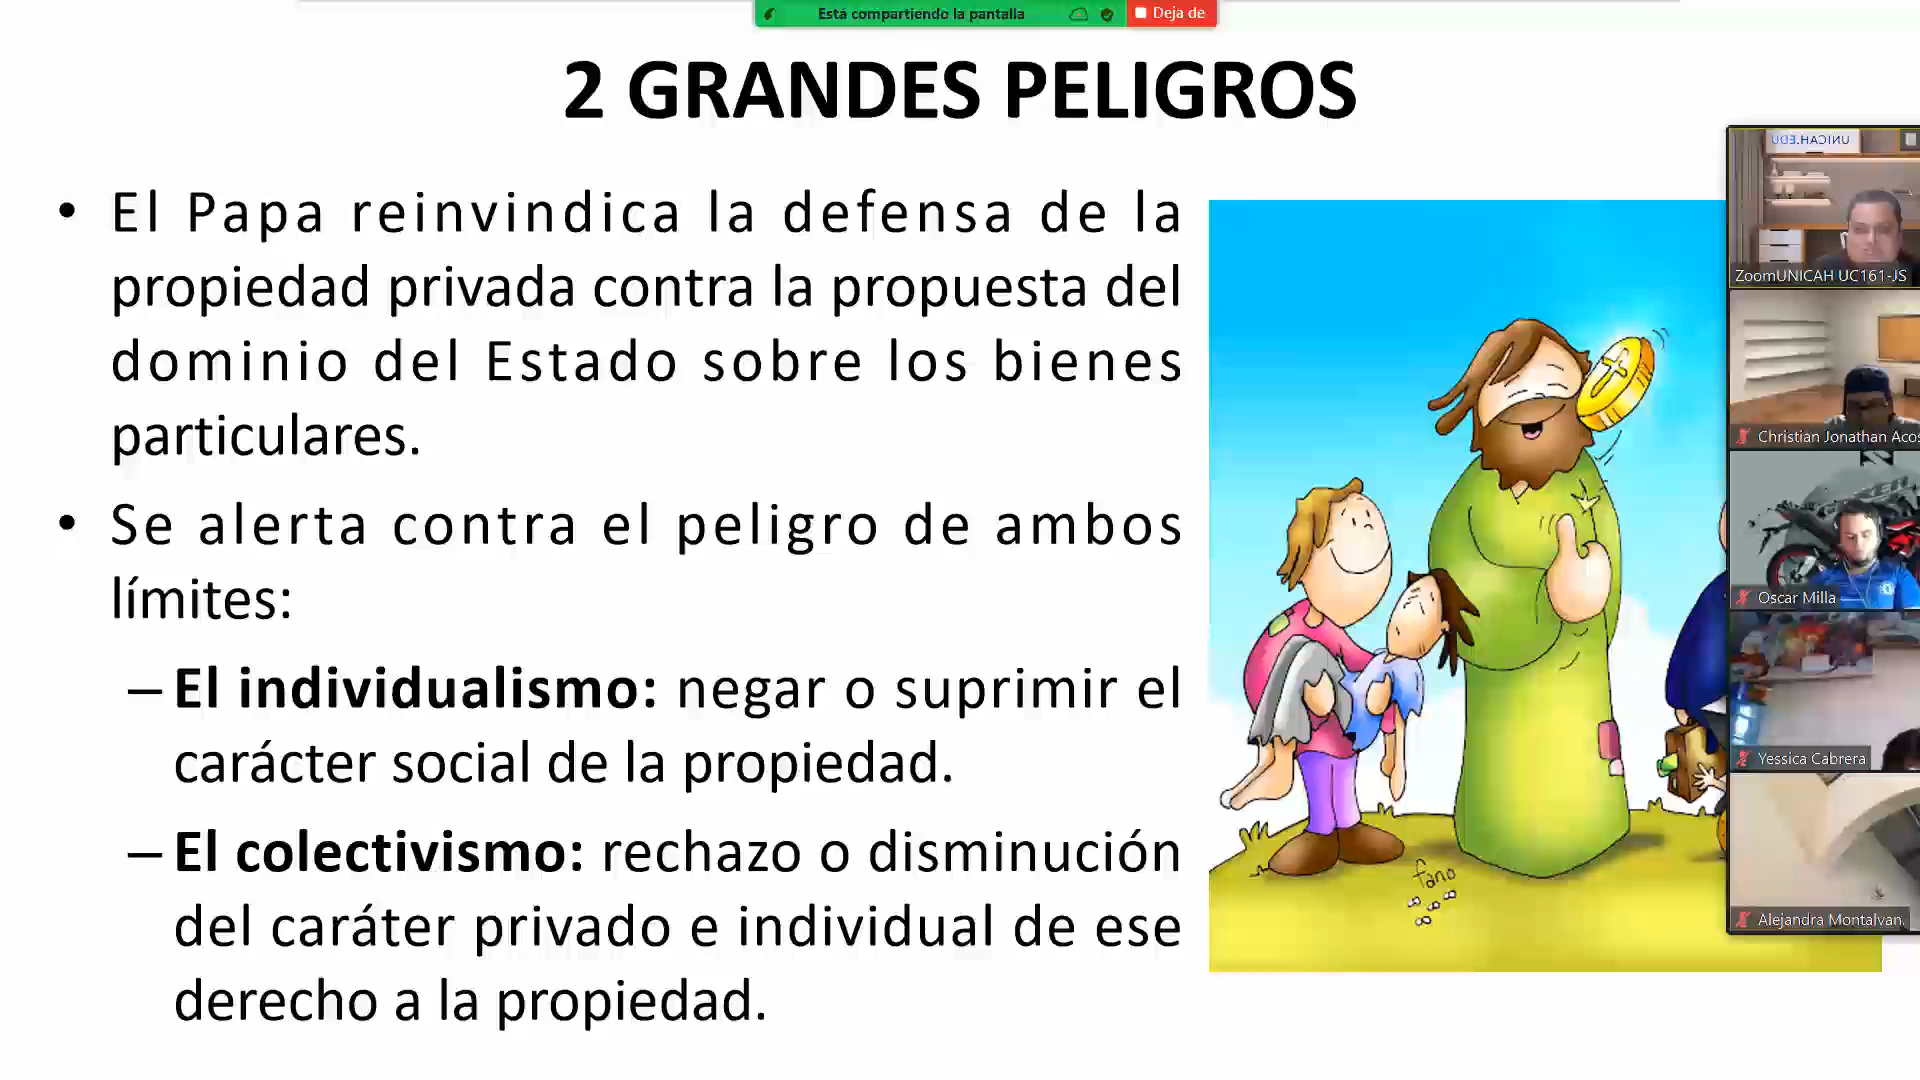 Está compartiendo la pantalla
Deja de
2 GRANDES PELIGROS
• El Papa reinvindica la defensa de la
propiedad privada contra la propuesta del
dominio del Estado sobre los bienes
particulares.
• Se alerta contra el peligro de ambos
límites:
– El individualismo: negar o suprimir el
carácter social de la propiedad.
– El colectivismo: rechazo o disminución
del caráter privado e individual de ese
derecho a la propiedad.
fano
UNICAH.EDU
ZoomUNICAH UC161-JS
Christian Jonathan Acos
Oscar Milla
Yessica Cabrera
Alejandra Montalvan